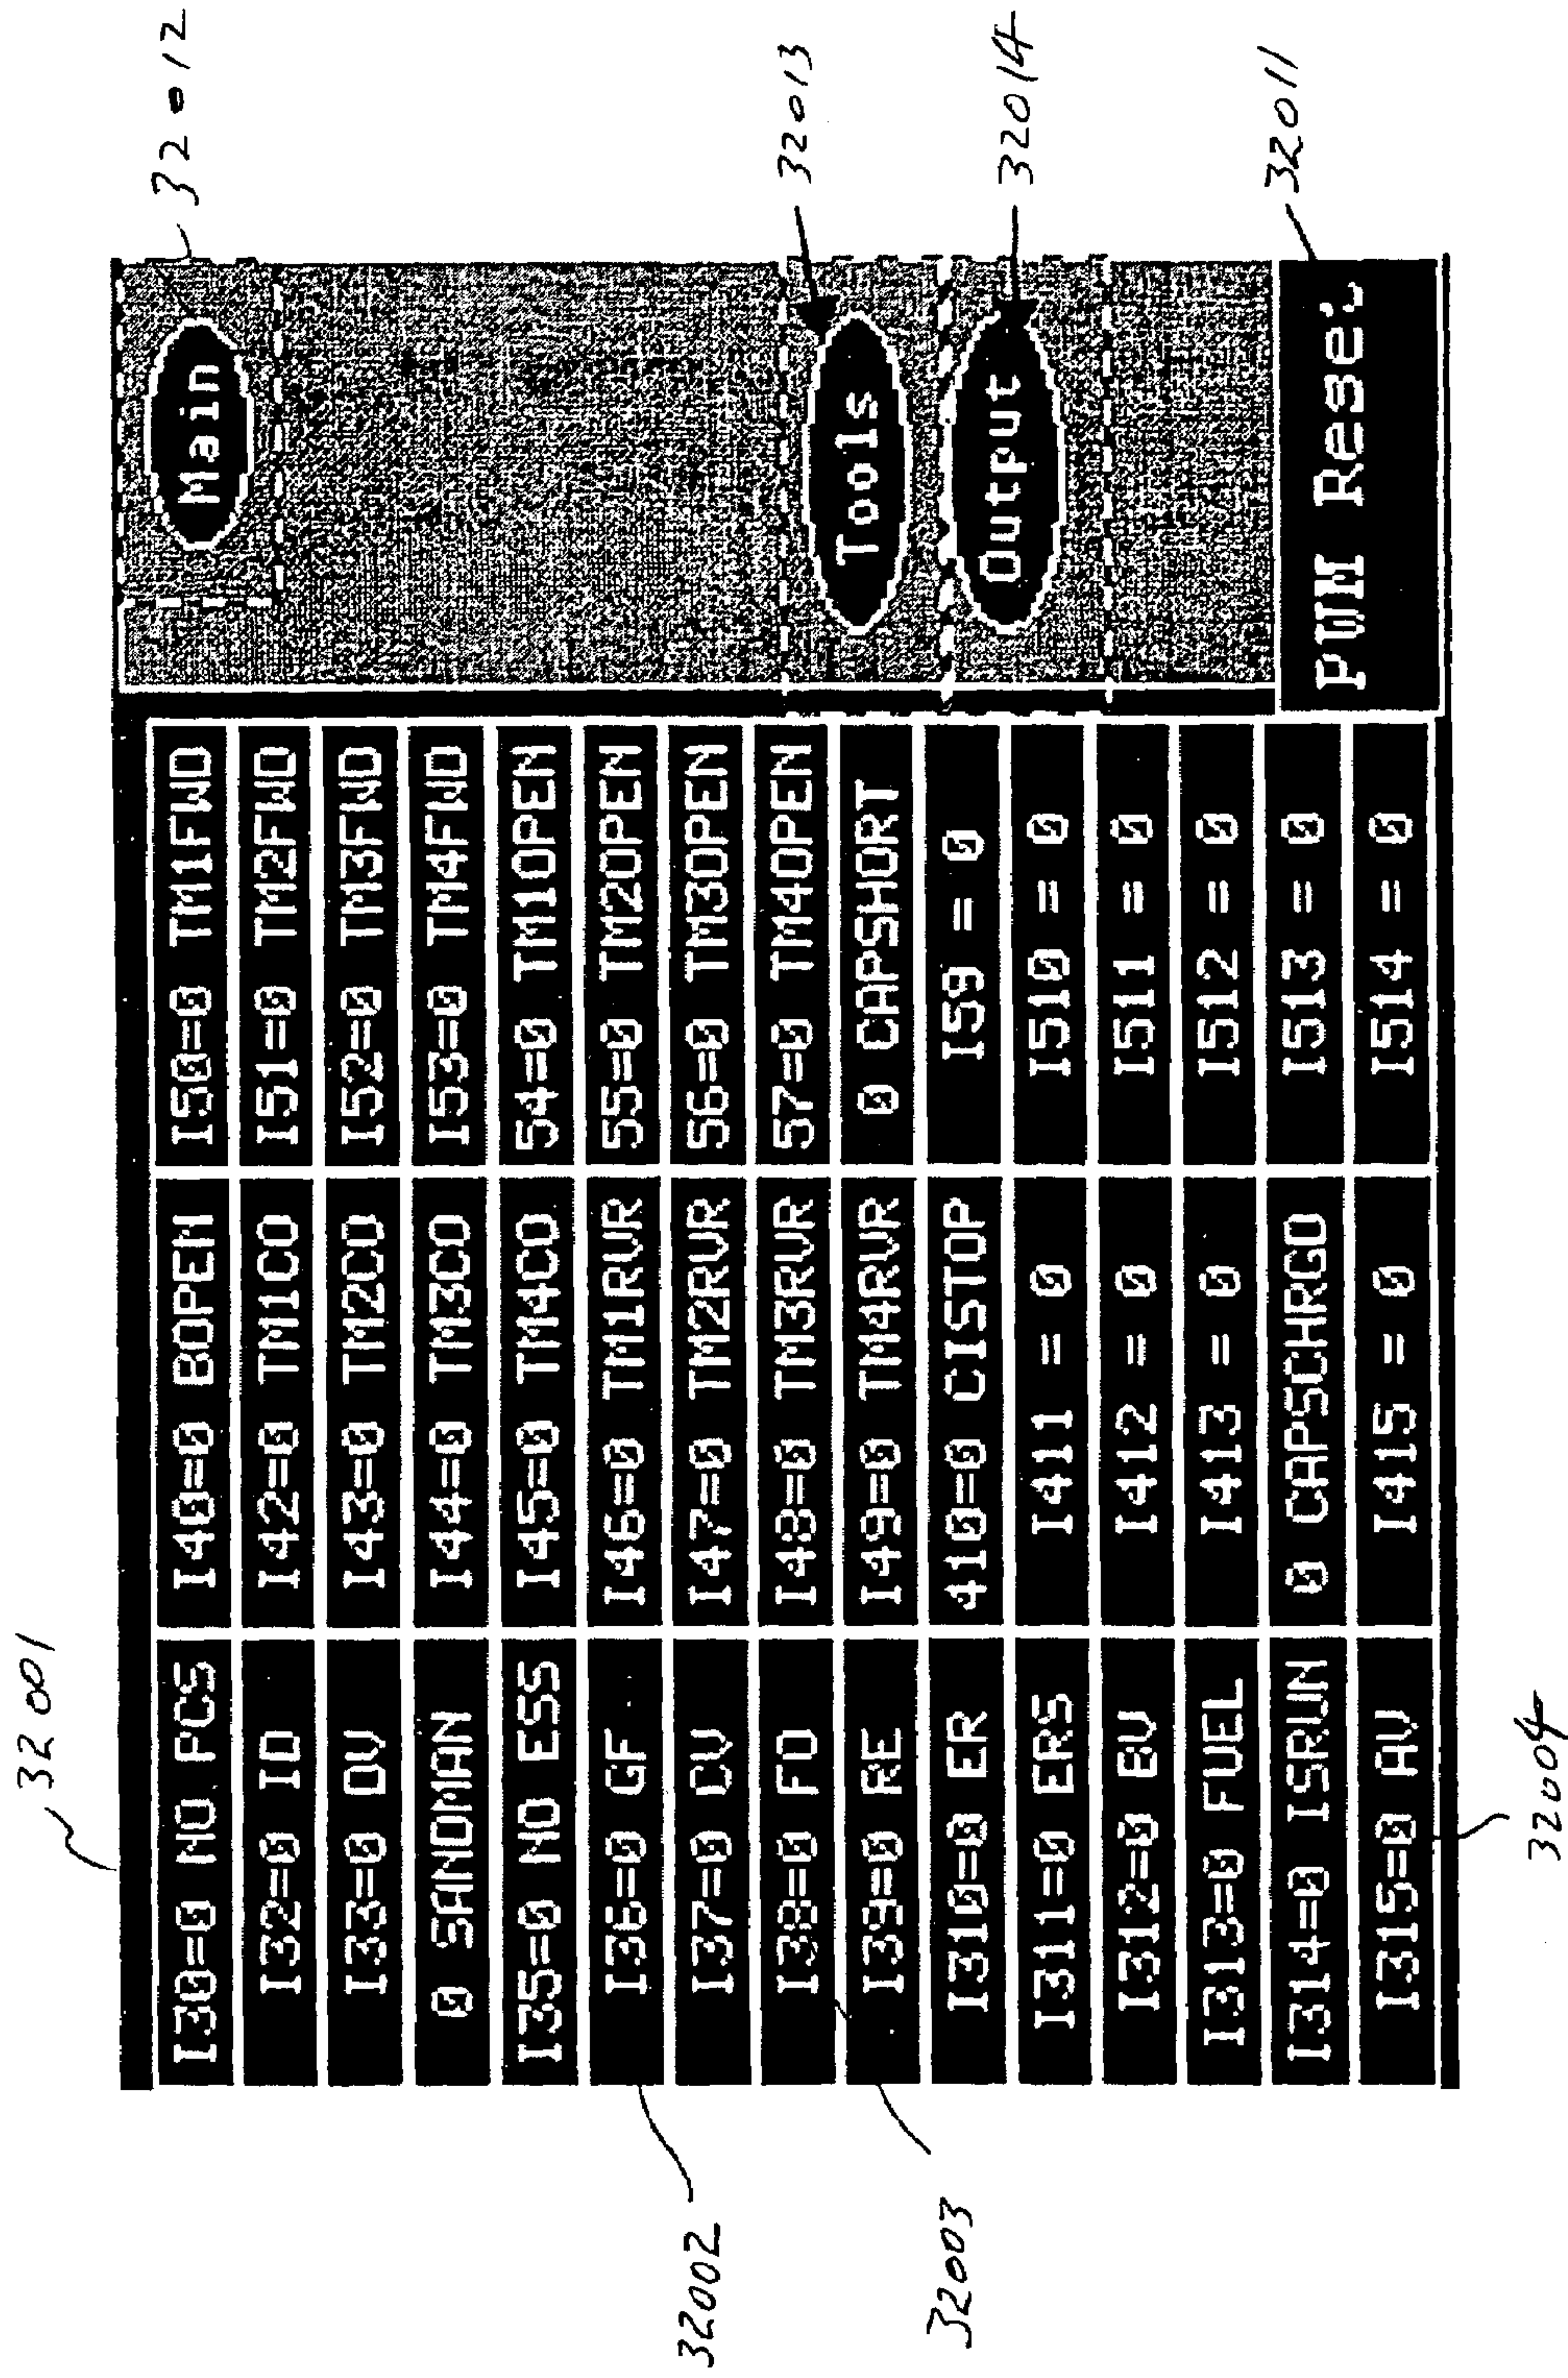 32001
32012
I30=0 NO PCS
I40=0 BOPEN
I50=0 TM1FWD
Main
I32=0 IO
I42=0 TM1CO
I51=0 TM2FWD
I33=0 OV
I43=0 TM2CO
I52=0 TM3FWD
0 SANDMAN
I44=0 TM3CO
I53=0 TM4FWD
I35=0 NO ESS
I45=0 TM4CO
54=0 TM1OPEN
I36=0 GF
I46=0 TM1RVR
55=0 TM2OPEN
32002
I37=0 CV
I47=0 TM2RVR
56=0 TM3OPEN
I38=0 FO
I48=0 TM3RVR
57=0 TM4OPEN
32013
I39=0 RE
I49=0 TM4RVR
0 CAPSHORT
Tools
32003
I310=0 ER
410=0 CISTOP
I59 = 0
Output
32014
I311=0 ERS
I411 = 0
I510 = 0
I312=0 BV
I412 = 0
I511 = 0
I313=0 FUEL
I413 = 0
I512 = 0
I314=0 ISRUN
0 CAPSCHRGD
I513 = 0
PWM Reset
32011
I315=0 AV
I415 = 0
I514 = 0
32004